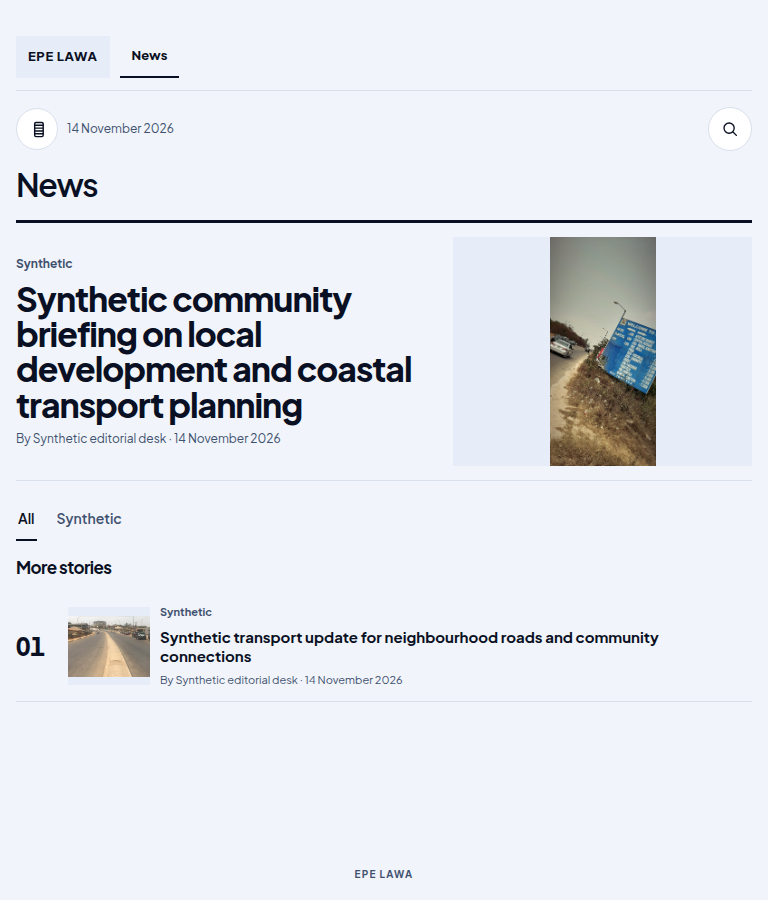 EPE LAWA
News
14 November 2026
News
Synthetic
Synthetic community
briefing on local
development and coastal
transport planning
By Synthetic editorial desk · 14 November 2026
WELCOME TO
All
Synthetic
More stories
01
Synthetic
Synthetic transport update for neighbourhood roads and community
connections
By Synthetic editorial desk · 14 November 2026
EPE LAWA